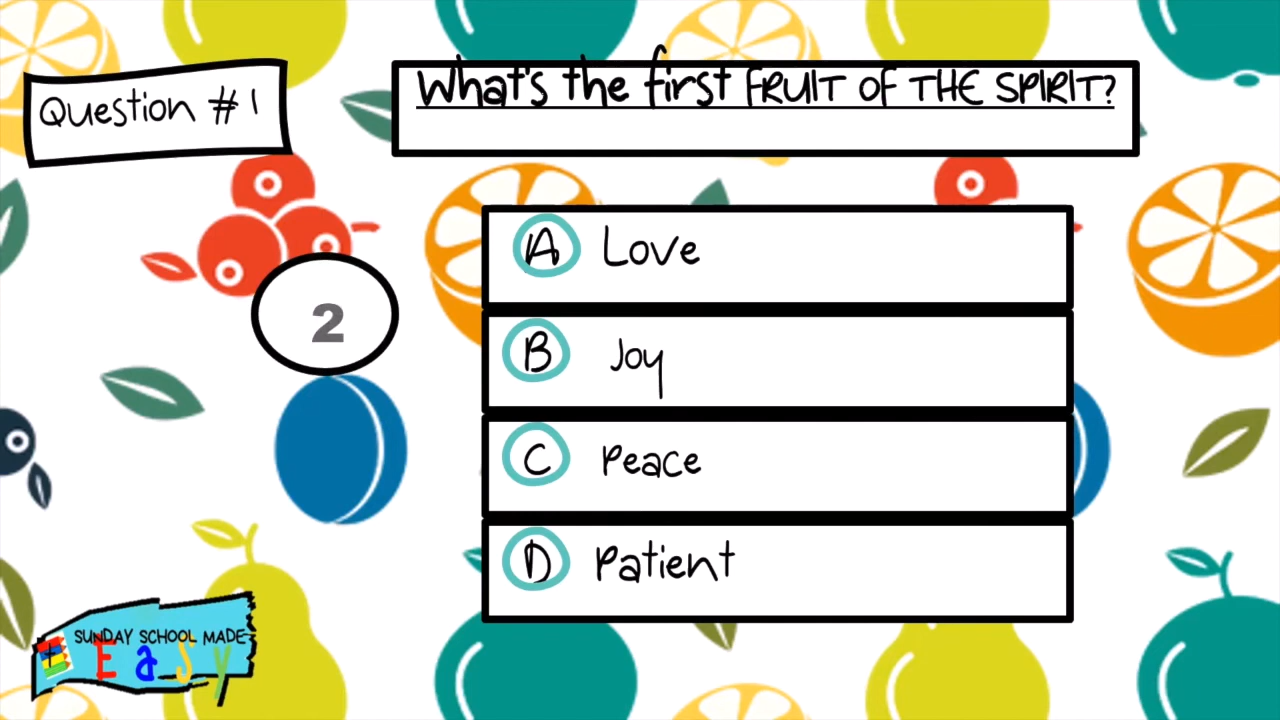 Question #1
What's the first FRUIT OF THE SPIRIT?
A Love
2
B Joy
C Peace
D Patient
SUNDAY SCHOOL MADE
Easy